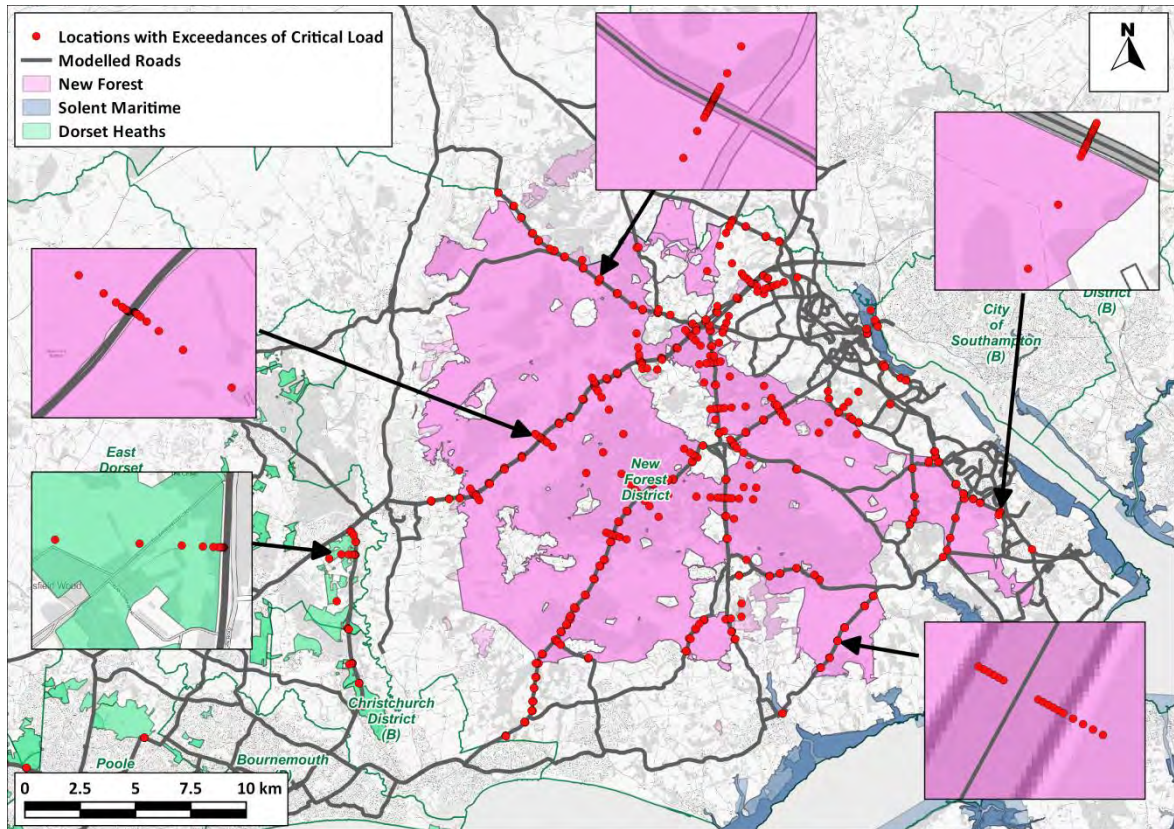 Locations with Exceedances of Critical Load
Modelled Roads
New Forest
Solent Maritime
Dorset Heaths
N
District
(B)
City
of
Southampton
(B)
East
Dorset
New
Forest
District
Christchurch
District
(B)
Poole
Bournemouth
0 2.5 5 7.5 10 km